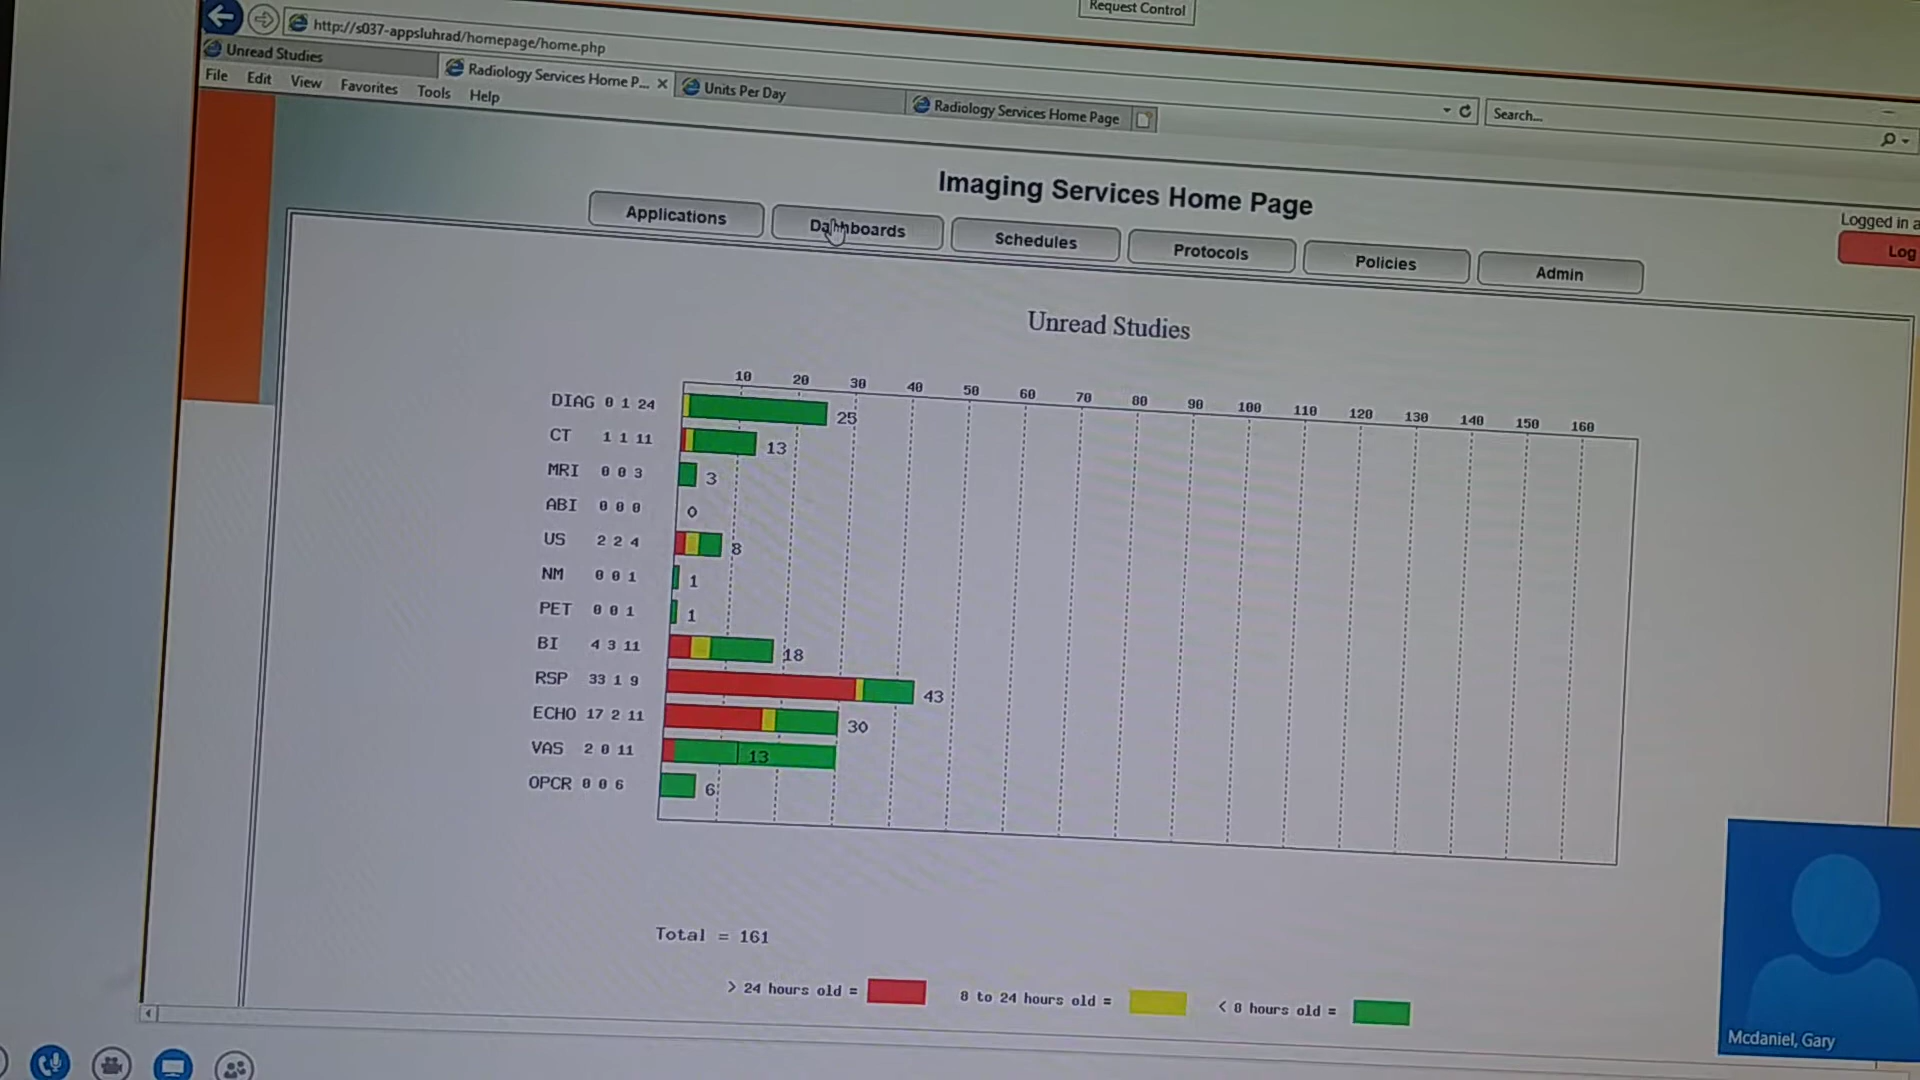 Request Control
http://s037-appsluhrad/homepage/home.php
Search...
Unread Studies
Radiology Services Home P...
Units Per Day
Radiology Services Home Page
File Edit View Favorites Tools Help
Imaging Services Home Page
Logged in a
Log
Applications
Dashboards
Schedules
Protocols
Policies
Admin
Unread Studies
10 20 30 40 50 60 70 80 90 100 110 120 130 140 150 160
DIAG 0 1 24 25
CT 1 1 11 13
MRI 0 0 3 3
ABI 0 0 0 0
US 2 2 4 8
NM 0 0 1 1
PET 0 0 1 1
BI 4 3 11 18
RSP 33 1 9 43
ECHO 17 2 11 30
VAS 2 0 11 13
OPCR 0 0 6 6
Total = 161
> 24 hours old =
8 to 24 hours old =
< 8 hours old =
Mcdaniel, Gary